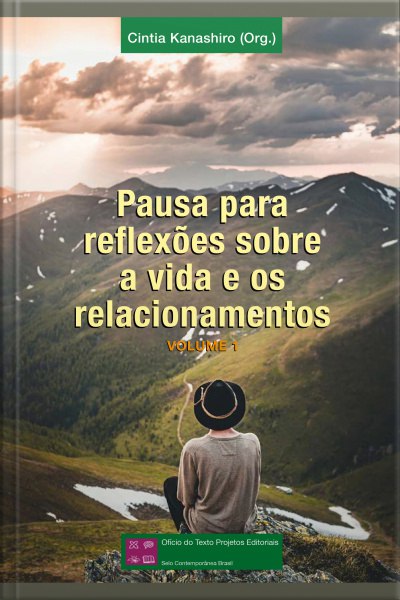 Cintia Kanashiro (Org.)
Pausa para
reflexões sobre
a vida e os
relacionamentos
VOLUME 1
Ofício do Texto Projetos Editoriais
Selo Contemporânea Brasil